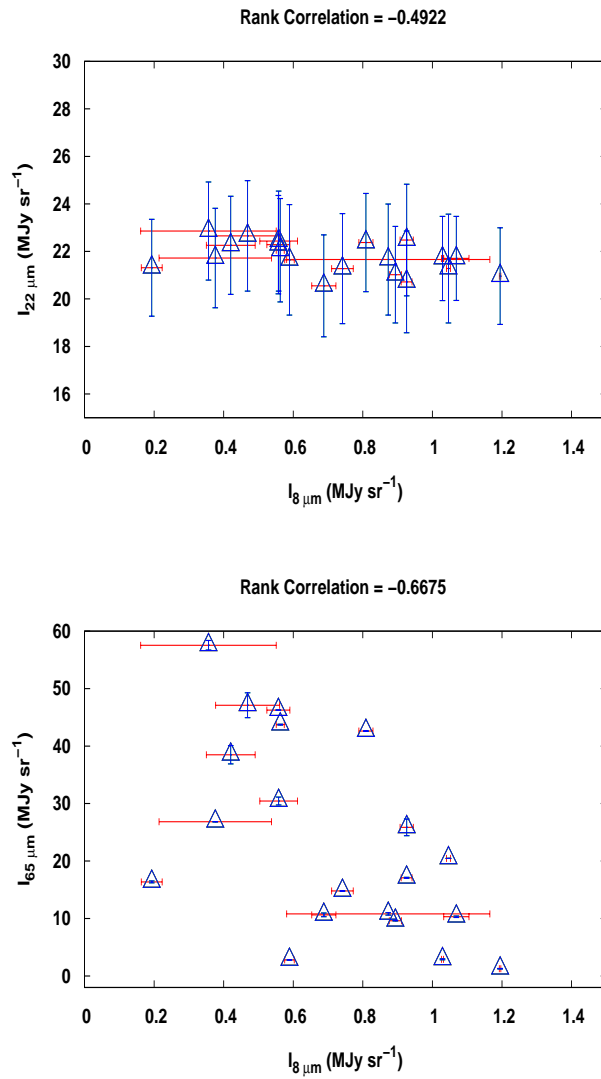 Rank Correlation = −0.4922
30
28
26
24
22
20
18
16
I22 μm (MJy sr−1)
0 0.2 0.4 0.6 0.8 1 1.2 1.4
I8 μm (MJy sr−1)
Rank Correlation = −0.6675
60
50
40
30
20
10
0
I65 μm (MJy sr−1)
0 0.2 0.4 0.6 0.8 1 1.2 1.4
I8 μm (MJy sr−1)